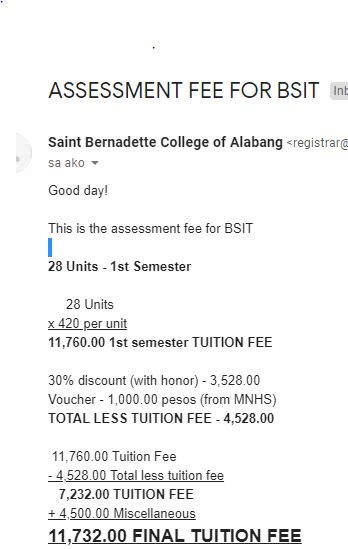 ASSESSMENT FEE FOR BSIT Inb
Saint Bernadette College of Alabang <registrar@
sa ako
Good day!
This is the assessment fee for BSIT
28 Units - 1st Semester
28 Units
x 420 per unit
11,760.00 1st semester TUITION FEE
30% discount (with honor) - 3,528.00
Voucher - 1,000.00 pesos (from MNHS)
TOTAL LESS TUITION FEE - 4,528.00
11,760.00 Tuition Fee
- 4,528.00 Total less tuition fee
7,232.00 TUITION FEE
+ 4,500.00 Miscellaneous
11,732.00 FINAL TUITION FEE